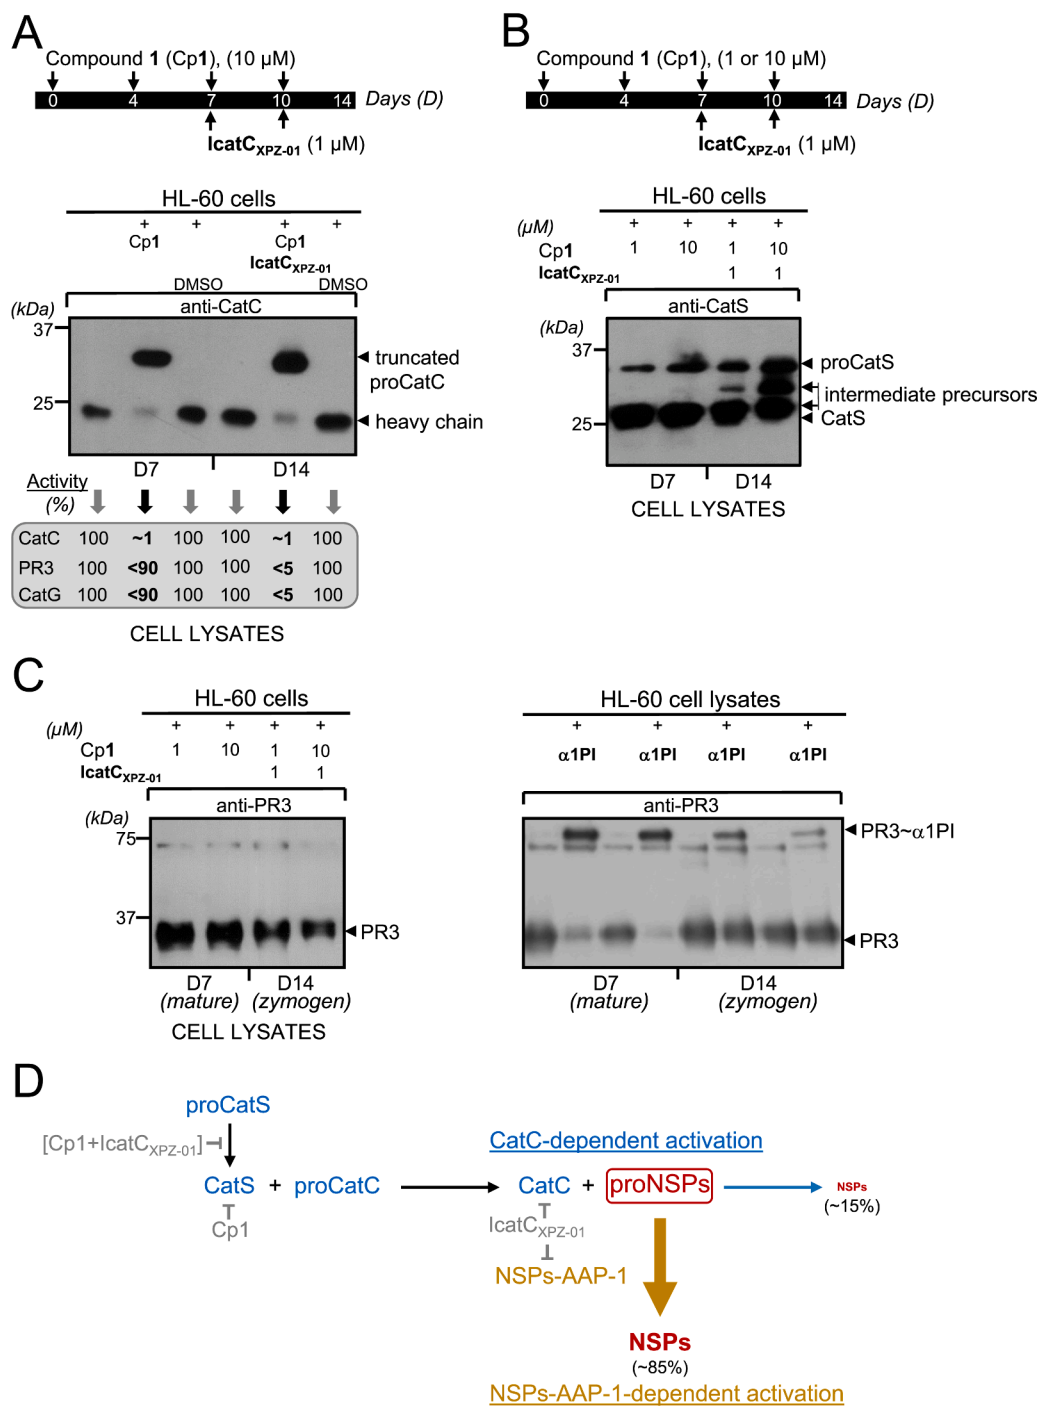 A
Compound 1 (Cp1), (10 µM)
0 4 7 10 14 Days (D)
IcatCXPZ-01 (1 µM)
HL-60 cells
+ + + +
Cp1 Cp1
IcatCXPZ-01
DMSO DMSO
(kDa) anti-CatC
37
truncated
proCatC
25
heavy chain
D7 D14
Activity
(%)
CatC 100 ~1 100 100 ~1 100
PR3 100 <90 100 100 <5 100
CatG 100 <90 100 100 <5 100
CELL LYSATES
B
Compound 1 (Cp1), (1 or 10 µM)
0 4 7 10 14 Days (D)
IcatCXPZ-01 (1 µM)
HL-60 cells
(µM) + + + +
Cp1 1 10 1 10
IcatCXPZ-01 1 1
anti-CatS
(kDa)
37
proCatS
intermediate precursors
CatS
25
D7 D14
CELL LYSATES
C
HL-60 cells
(µM) + + + +
Cp1 1 10 1 10
IcatCXPZ-01 1 1
anti-PR3
(kDa)
75
37
PR3
D7 D14
(mature) (zymogen)
CELL LYSATES
HL-60 cell lysates
+ + + +
α1PI α1PI α1PI α1PI
anti-PR3
PR3~α1PI
PR3
D7 D14
(mature) (zymogen)
D
proCatS
[Cp1+IcatCXPZ-01]
CatC-dependent activation
CatS + proCatC CatC + proNSPs NSPs
(~15%)
Cp1 IcatCXPZ-01
NSPs-AAP-1
NSPs
(~85%)
NSPs-AAP-1-dependent activation